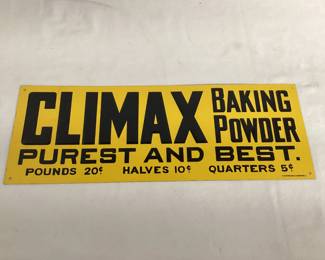 CLIMAX BAKING
POWDER
PUREST AND BEST.
POUNDS 20¢ HALVES 10¢ QUARTERS 5¢